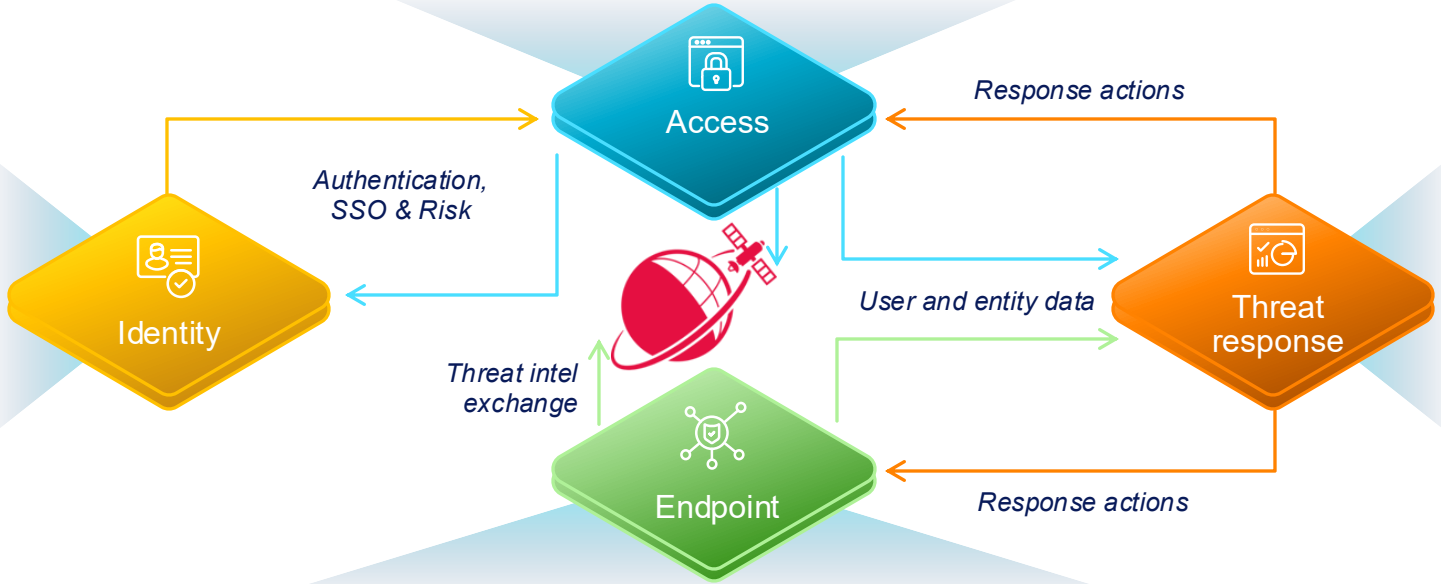 Response actions
Access
Authentication,
SSO & Risk
Identity
User and entity data
Threat
response
Threat intel
exchange
Endpoint
Response actions